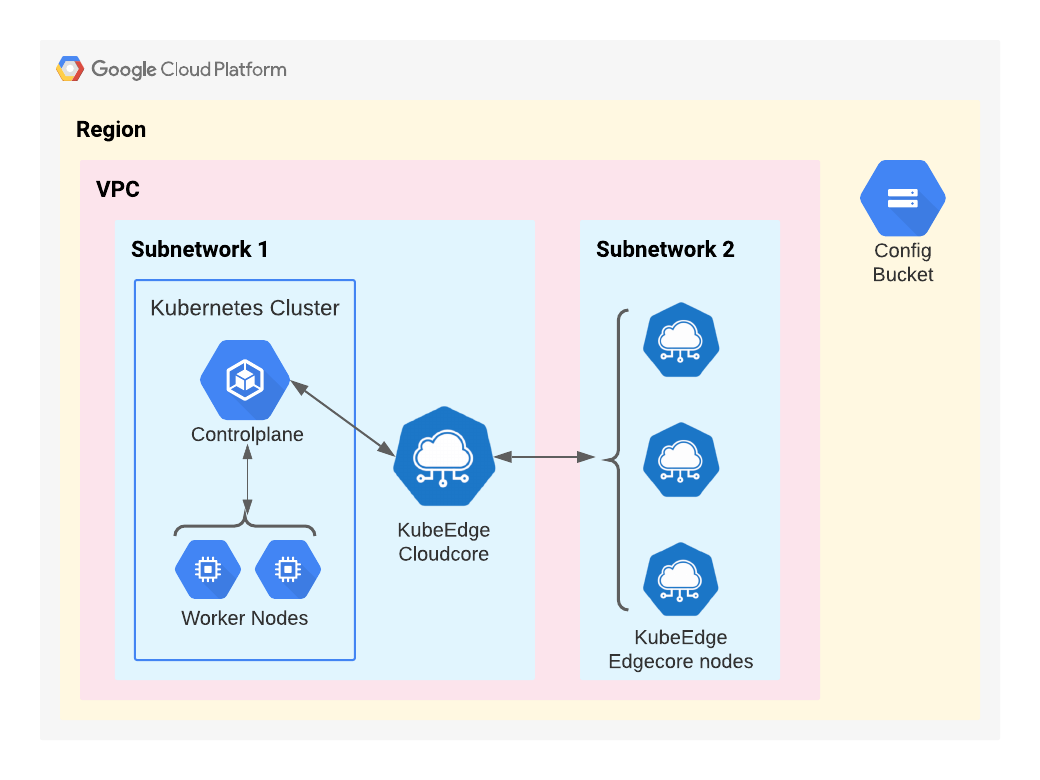 Google Cloud Platform
Region
VPC
Subnetwork 1
Subnetwork 2
Config
Bucket
Kubernetes Cluster
Controlplane
KubeEdge
Cloudcore
Worker Nodes
KubeEdge
Edgecore nodes